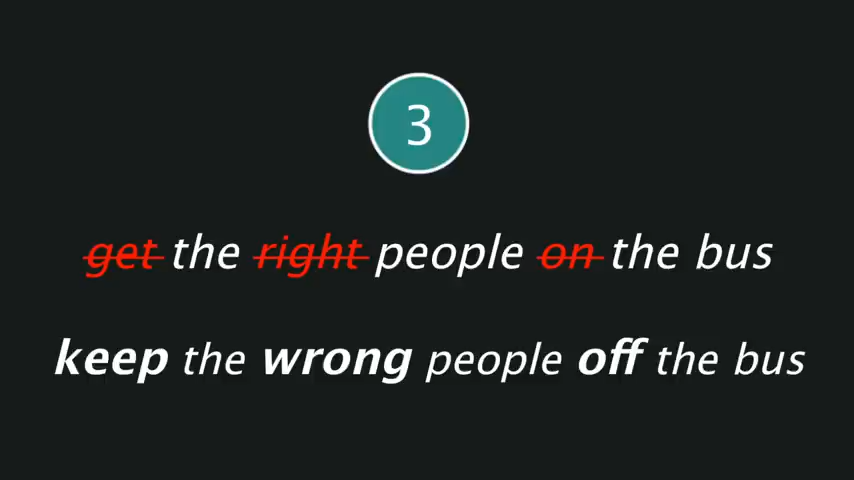 3
get the right people on the bus
keep the wrong people off the bus